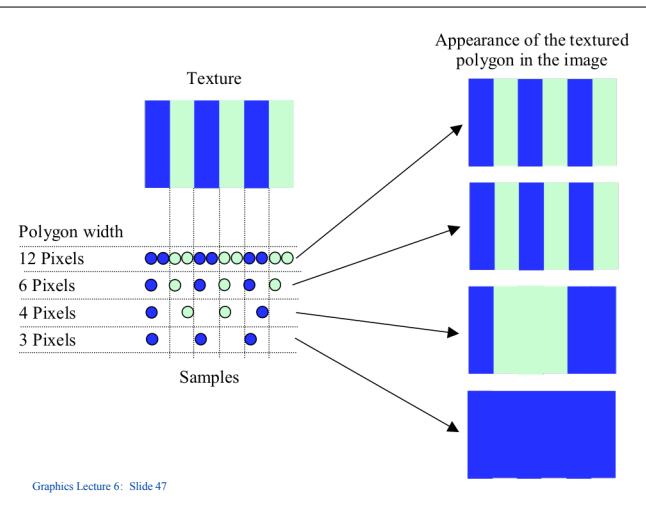 Appearance of the textured
polygon in the image
Texture
Polygon width
12 Pixels
6 Pixels
4 Pixels
3 Pixels
Samples
Graphics Lecture 6: Slide 47